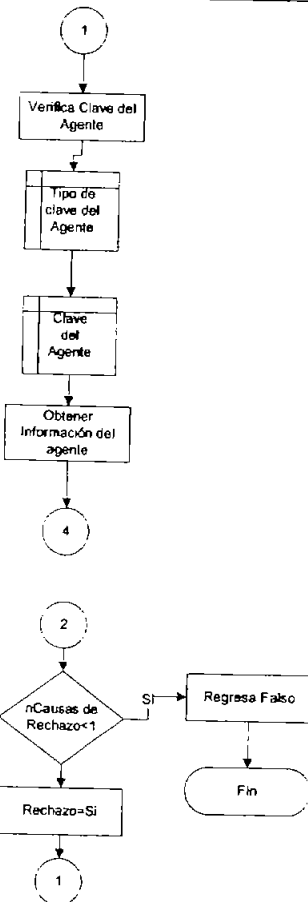 1
Verifica Clave del
Agente
Tipo de
clave del
Agente
Clave
del
Agente
Obtener
Información del
agente
4
2
nCausas de
Rechazo<1
Si
Regresa Falso
Rechazo=Si
Fin
1